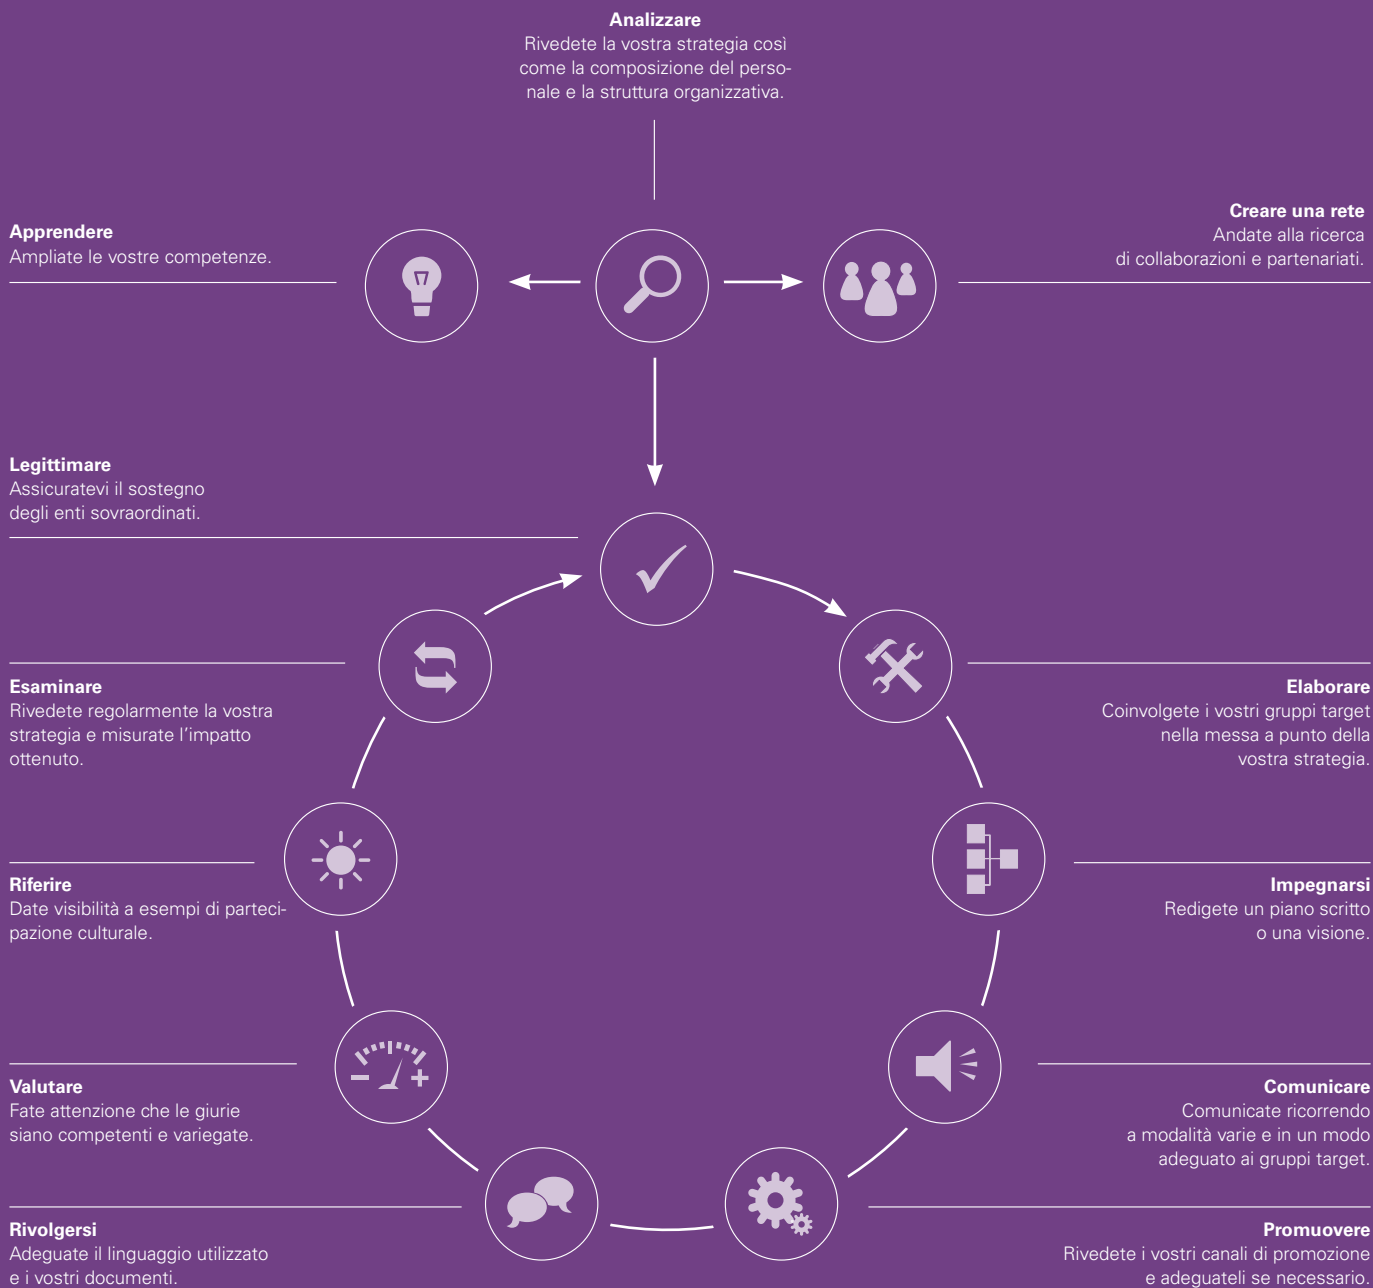 Analizzare
Rivedete la vostra strategia così
come la composizione del perso-
nale e la struttura organizzativa.
Apprendere
Ampliate le vostre competenze.
Creare una rete
Andate alla ricerca
di collaborazioni e partenariati.
Legittimare
Assicuratevi il sostegno
degli enti sovraordinati.
Esaminare
Rivedete regolarmente la vostra
strategia e misurate l'impatto
ottenuto.
Elaborare
Coinvolgete i vostri gruppi target
nella messa a punto della
vostra strategia.
Riferire
Date visibilità a esempi di parteci-
pazione culturale.
Impegnarsi
Redigete un piano scritto
o una visione.
Valutare
Fate attenzione che le giurie
siano competenti e variegate.
Comunicare
Comunicate ricorrendo
a modalità varie e in un modo
adeguato ai gruppi target.
Rivolgersi
Adeguate il linguaggio utilizzato
e i vostri documenti.
Promuovere
Rivedete i vostri canali di promozione
e adeguateli se necessario.